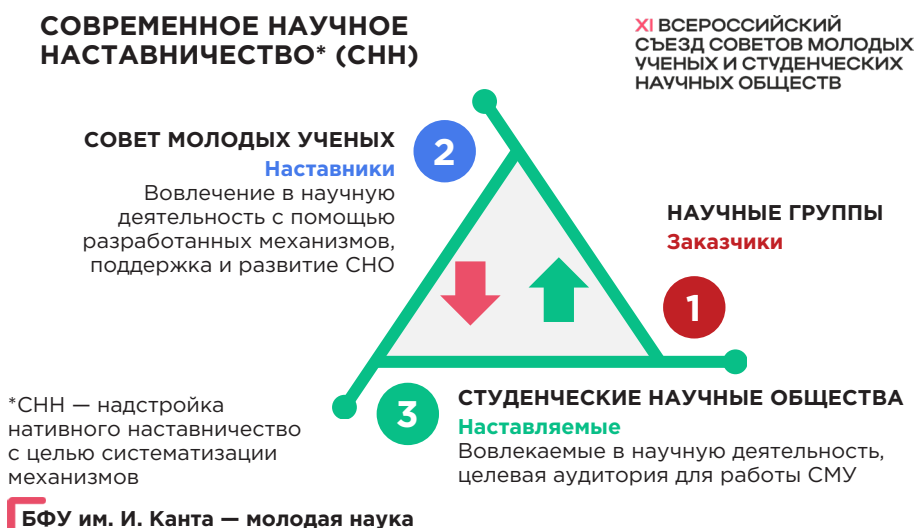 СОВРЕМЕННОЕ НАУЧНОЕ
НАСТАВНИЧЕСТВО* (СНН)
XI ВСЕРОССИЙСКИЙ
СЪЕЗД СОВЕТОВ МОЛОДЫХ
УЧЕНЫХ И СТУДЕНЧЕСКИХ
НАУЧНЫХ ОБЩЕСТВ
СОВЕТ МОЛОДЫХ УЧЕНЫХ
Наставники
Вовлечение в научную
деятельность с помощью
разработанных механизмов,
поддержка и развитие СНО
2
НАУЧНЫЕ ГРУППЫ
Заказчики
1
3
СТУДЕНЧЕСКИЕ НАУЧНЫЕ ОБЩЕСТВА
Наставляемые
Вовлекаемые в научную деятельность,
целевая аудитория для работы СМУ
*СНН — надстройка
нативного наставничество
с целью систематизации
механизмов
БФУ им. И. Канта — молодая наука